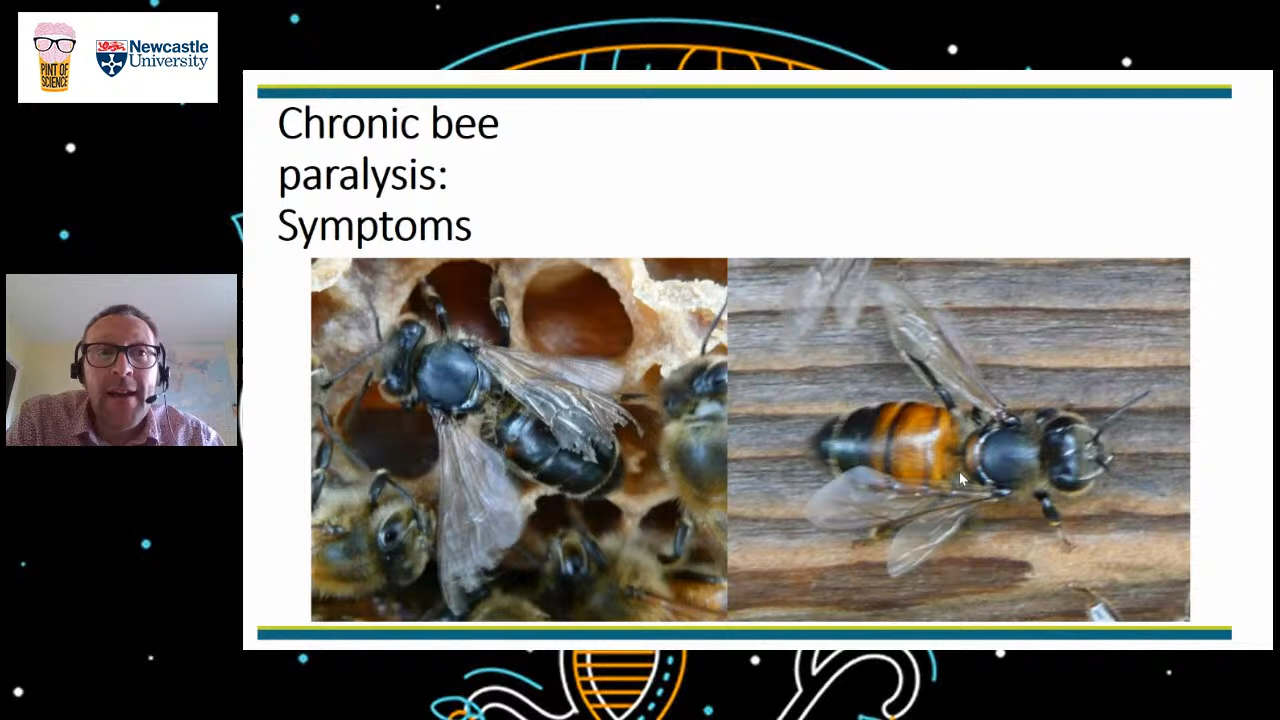 PINT OF
SCIENCE
Newcastle
University
Chronic bee
paralysis:
Symptoms